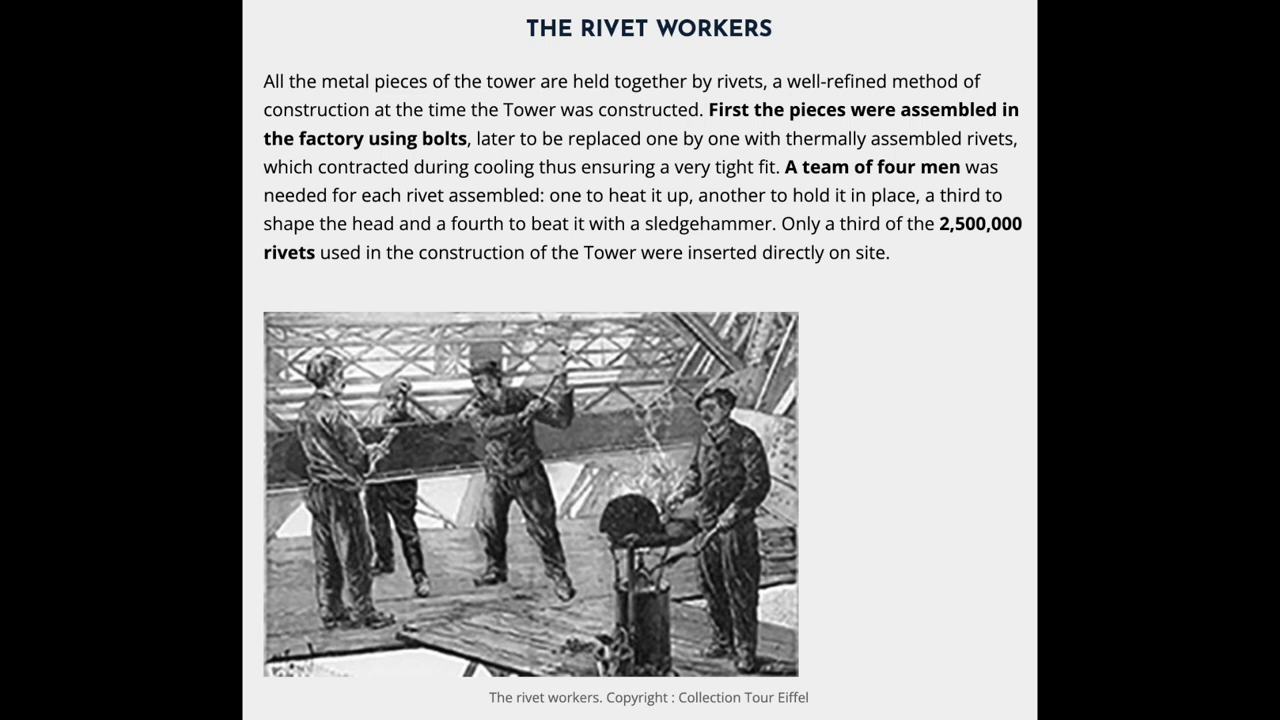 THE RIVET WORKERS
All the metal pieces of the tower are held together by rivets, a well-refined method of
construction at the time the Tower was constructed. First the pieces were assembled in
the factory using bolts, later to be replaced one by one with thermally assembled rivets,
which contracted during cooling thus ensuring a very tight fit. A team of four men was
needed for each rivet assembled: one to heat it up, another to hold it in place, a third to
shape the head and a fourth to beat it with a sledgehammer. Only a third of the 2,500,000
rivets used in the construction of the Tower were inserted directly on site.
The rivet workers. Copyright : Collection Tour Eiffel